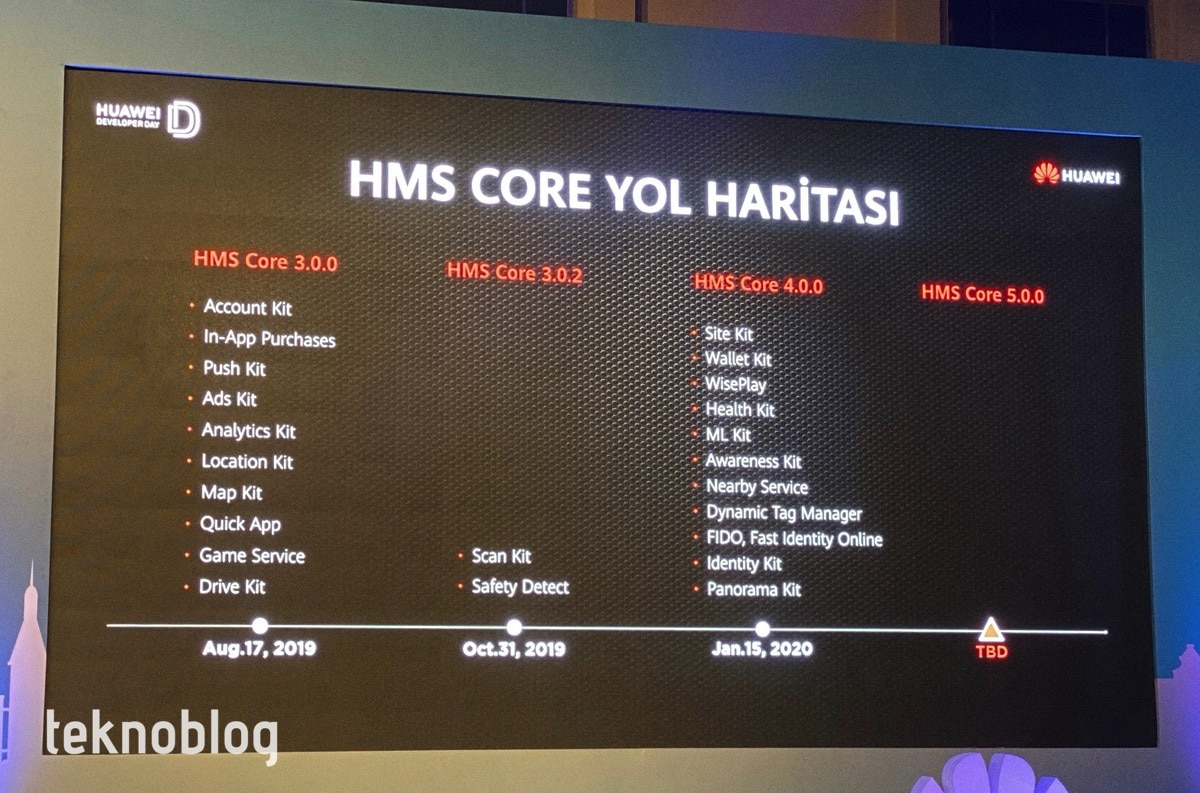 HUAWEI
DEVELOPER DAY
HUAWEI
HMS CORE YOL HARİTASI
HMS Core 3.0.0
Account Kit
In-App Purchases
Push Kit
Ads Kit
Analytics Kit
Location Kit
Map Kit
Quick App
Game Service
Drive Kit
Aug.17, 2019
HMS Core 3.0.2
Scan Kit
Safety Detect
Oct.31, 2019
HMS Core 4.0.0
Site Kit
Wallet Kit
WisePlay
Health Kit
ML Kit
Awareness Kit
Nearby Service
Dynamic Tag Manager
FIDO, Fast Identity Online
Identity Kit
Panorama Kit
Jan.15, 2020
HMS Core 5.0.0
TBD
teknoblog